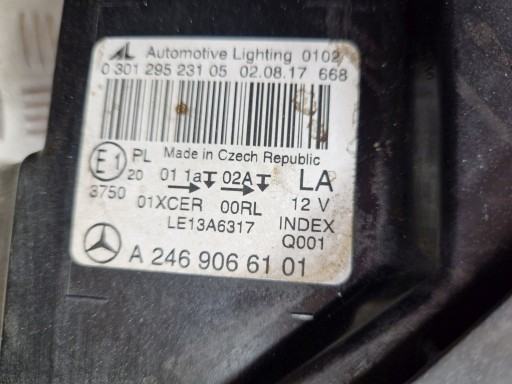 AL Automotive Lighting 0102
0 301 295 231 05 02.08.17 668
Made in Czech Republic
E1 PL 01 1a 02A LA
20
3750 01XCER 00RL 12 V
LE13A6317 INDEX
Q001
A 246 906 61 01